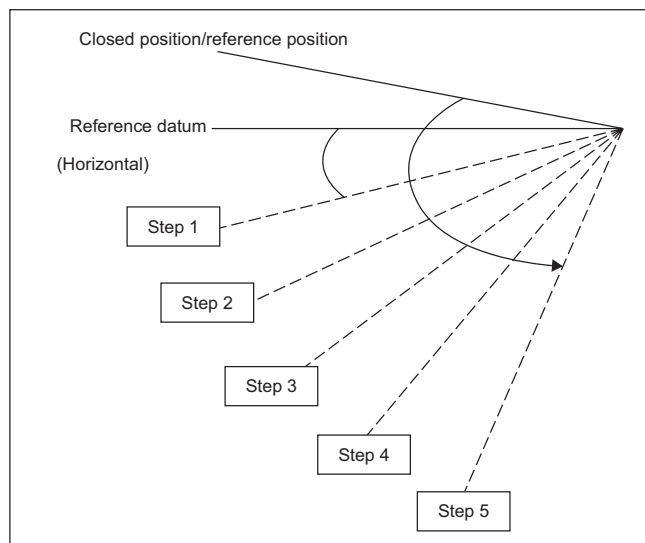 Closed position/reference position
Reference datum
(Horizontal)
Step 1
Step 2
Step 3
Step 4
Step 5